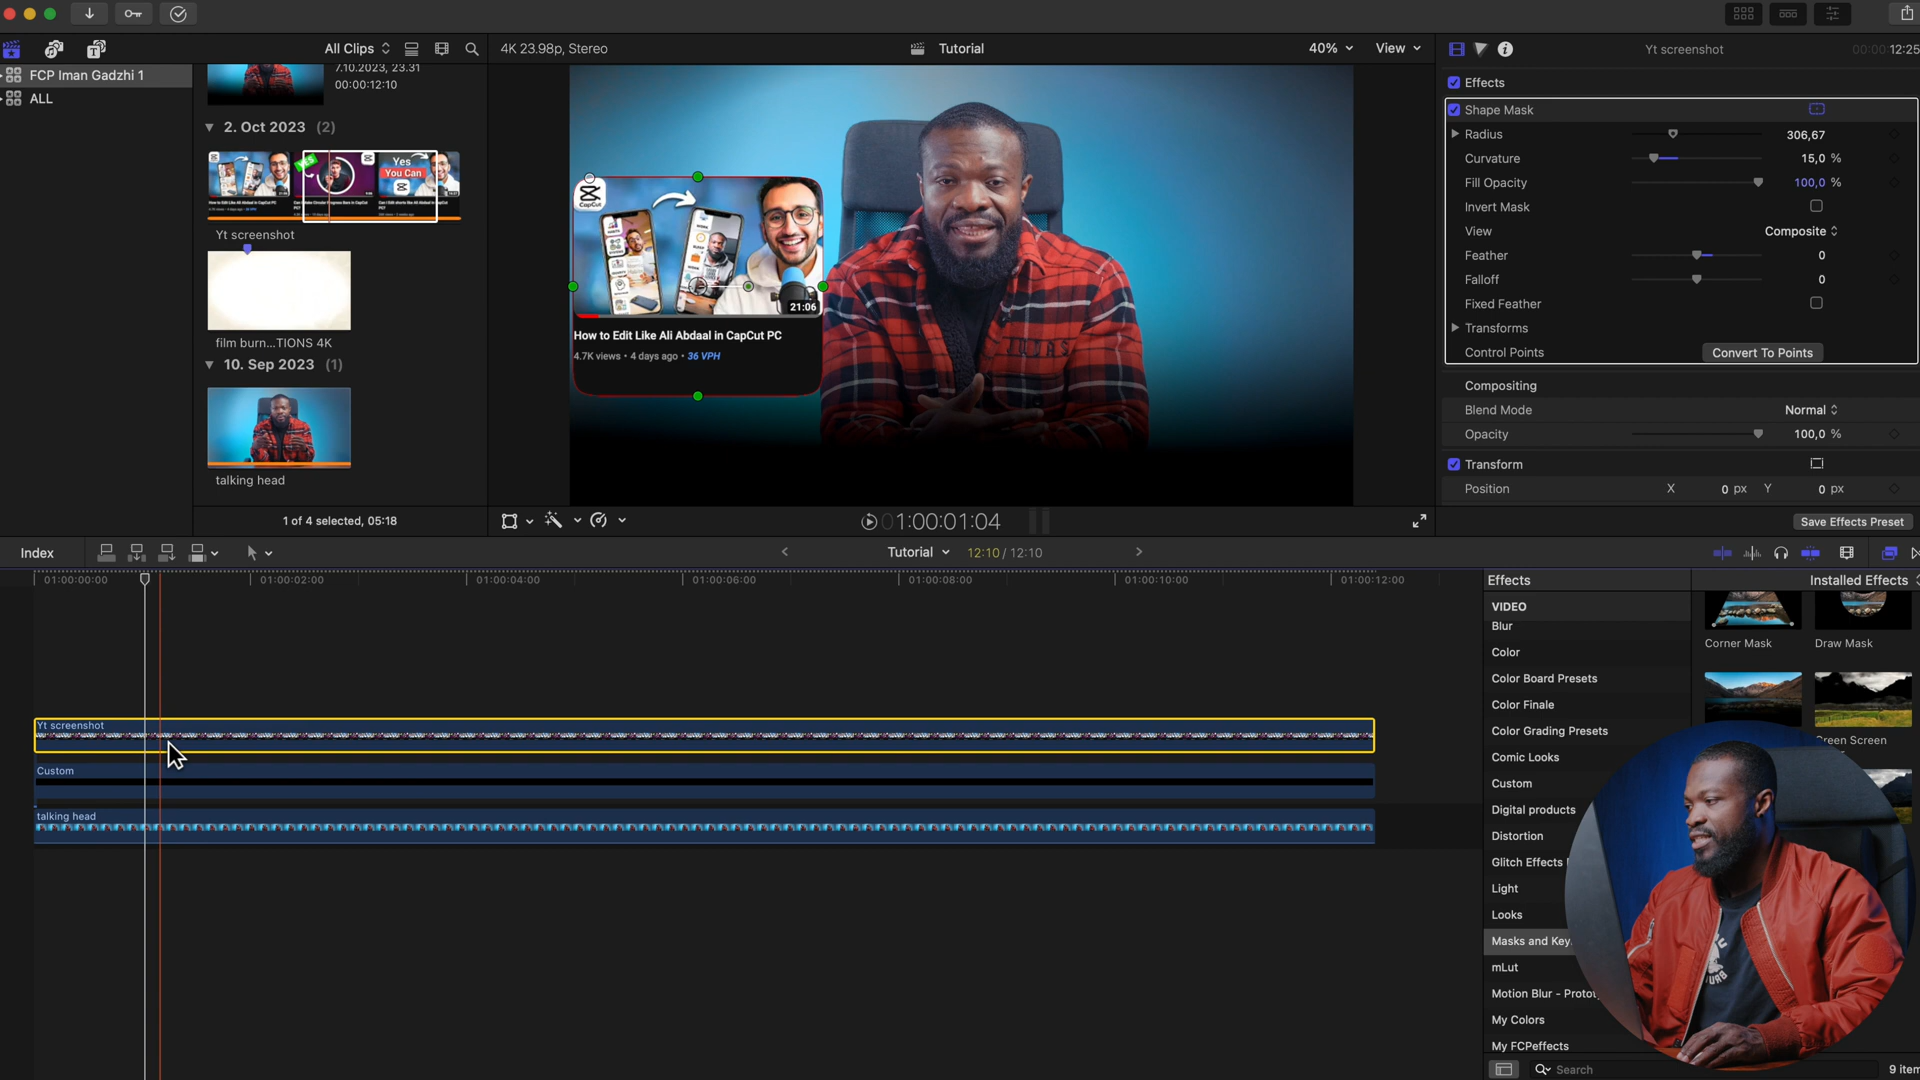 All Clips
4K 23.98p, Stereo
Tutorial
40%
View
Yt screenshot
00:00:12:25
FCP Iman Gadzhi 1
ALL
7.10.2023, 23.31
00:00:12:10
2. Oct 2023 (2)
YES
Yes
You Can
Yt screenshot
film burn...TIONS 4K
10. Sep 2023 (1)
talking head
1 of 4 selected, 05:18
CapCut
21:06
How to Edit Like Ali Abdaal in CapCut PC
4.7K views • 4 days ago • 36 VPH
01:00:01:04
Effects
Shape Mask
Radius 306,67
Curvature 15,0 %
Fill Opacity 100,0 %
Invert Mask
View Composite
Feather 0
Falloff 0
Fixed Feather
Transforms
Control Points Convert To Points
Compositing
Blend Mode Normal
Opacity 100,0 %
Transform
Position X 0 px Y 0 px
Save Effects Preset
Index
Tutorial
12:10 / 12:10
01:00:00:00
01:00:02:00
01:00:04:00
01:00:06:00
01:00:08:00
01:00:10:00
01:00:12:00
Yt screenshot
Custom
talking head
Effects
Installed Effects
VIDEO
Blur
Color
Color Board Presets
Color Finale
Color Grading Presets
Comic Looks
Custom
Digital products
Distortion
Glitch Effects
Light
Looks
Masks and Key
mLut
Motion Blur - Proto
My Colors
My FCPeffects
Corner Mask
Draw Mask
Green Screen
Search
9 item